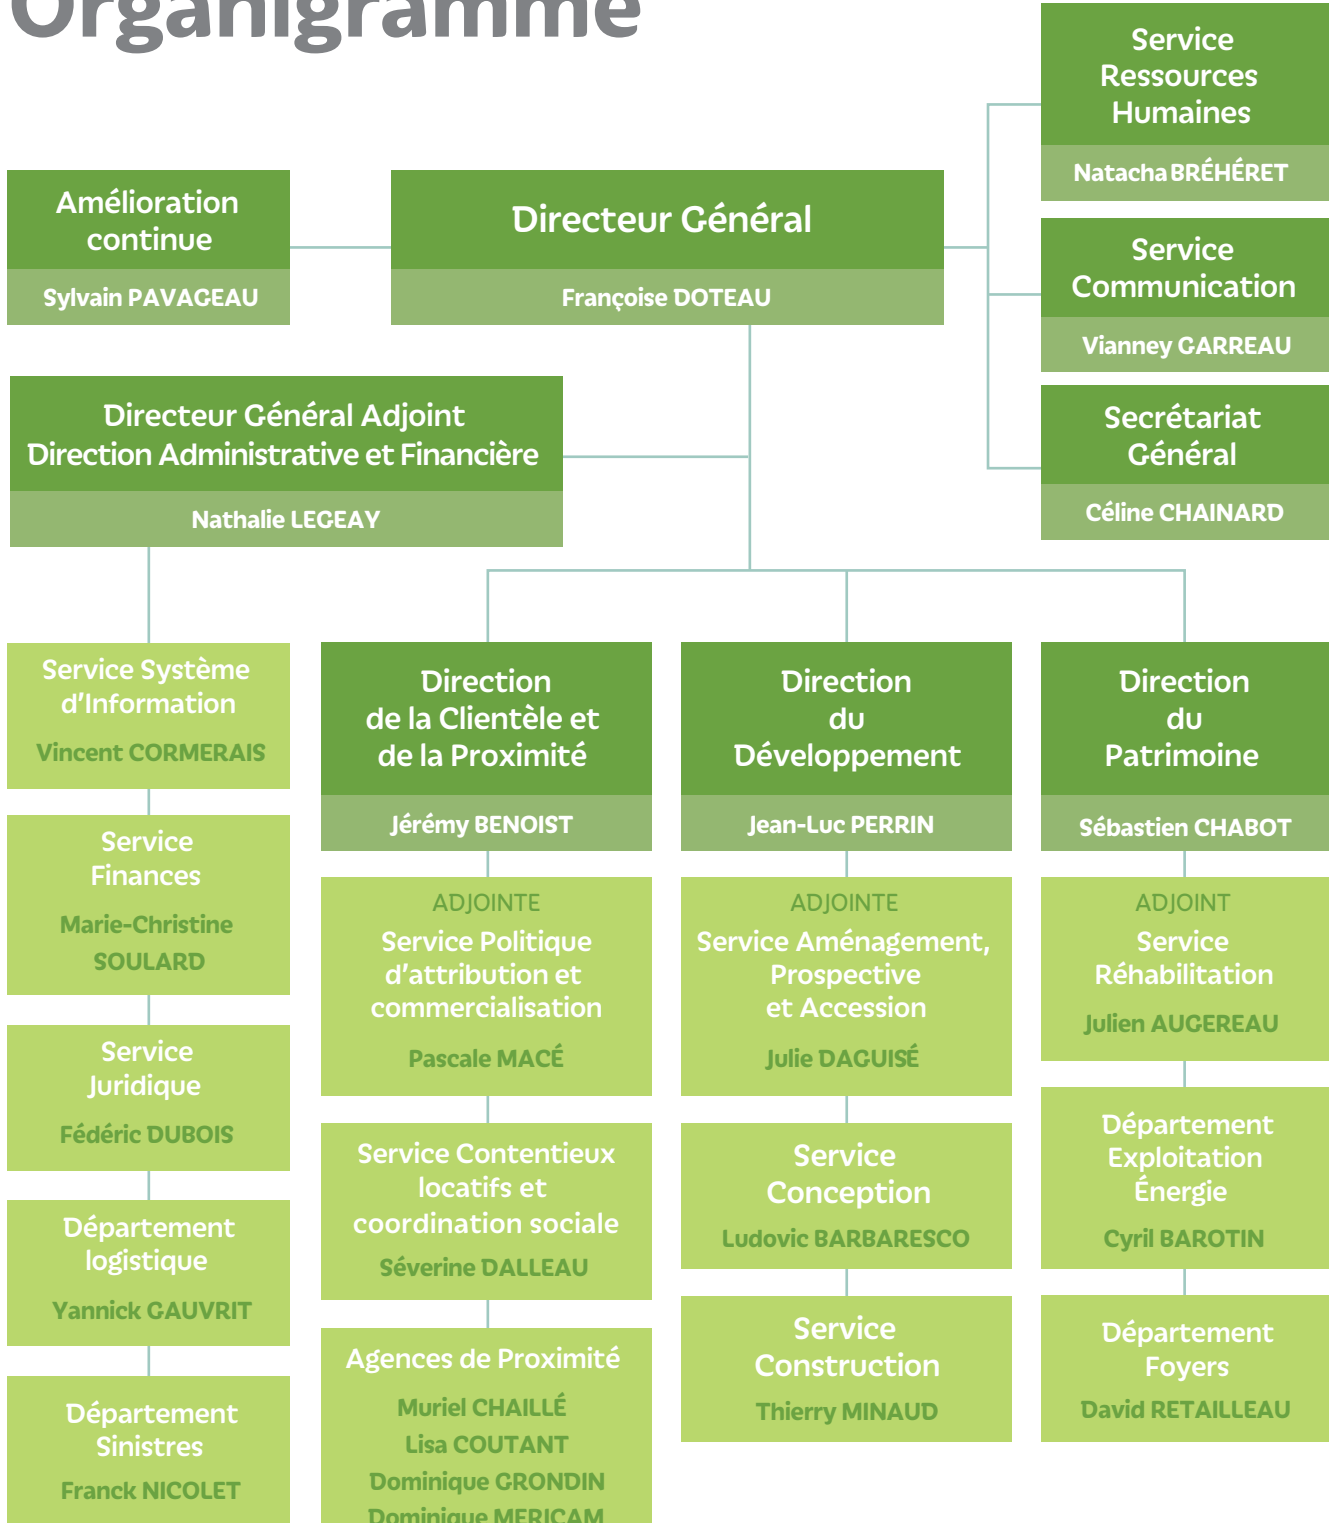 Organigramme
Service
Ressources
Humaines
Natacha BRÉHÉRET
Amélioration
continue
Sylvain PAVAGEAU
Directeur Général
Françoise DOTEAU
Service
Communication
Vianney GARREAU
Directeur Général Adjoint
Direction Administrative et Financière
Nathalie LEGEAY
Secrétariat
Général
Céline CHAINARD
Service Système
d'Information
Vincent CORMERAIS
Service
Finances
Marie-Christine
SOULARD
Service
Juridique
Fédéric DUBOIS
Département
logistique
Yannick GAUVRIT
Département
Sinistres
Franck NICOLET
Direction
de la Clientèle et
de la Proximité
Jérémy BENOIST
ADJOINTE
Service Politique
d'attribution et
commercialisation
Pascale MACÉ
Service Contentieux
locatifs et
coordination sociale
Séverine DALLEAU
Agences de Proximité
Muriel CHAILLÉ
Lisa COUTANT
Dominique GRONDIN
Dominique MERICAM
Direction
du
Développement
Jean-Luc PERRIN
ADJOINTE
Service Aménagement,
Prospective
et Accession
Julie DAGUISÉ
Service
Conception
Ludovic BARBARESCO
Service
Construction
Thierry MINAUD
Direction
du
Patrimoine
Sébastien CHABOT
ADJOINT
Service
Réhabilitation
Julien AUGEREAU
Département
Exploitation
Énergie
Cyril BAROTIN
Département
Foyers
David RETAILLEAU